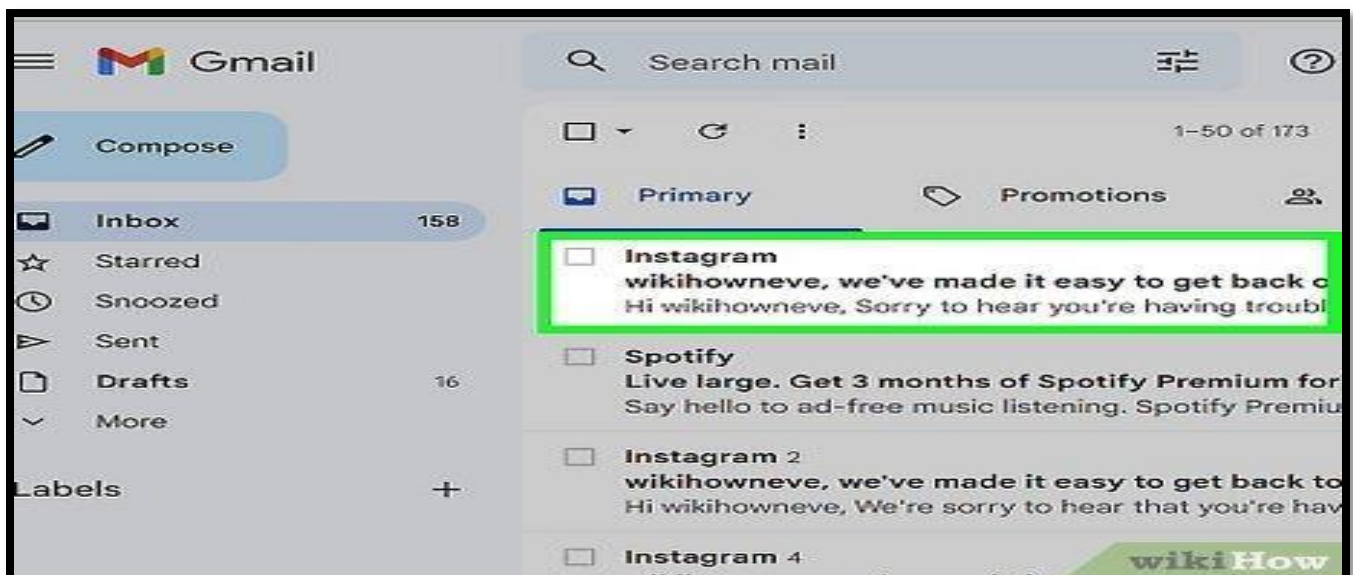 Gmail
Search mail
Compose
1-50 of 173
Primary
Promotions
Inbox 158
Starred
Snoozed
Sent
Drafts 16
More
Labels
Instagram
wikihowneve, we've made it easy to get back
Hi wikihowneve, Sorry to hear you're having
Spotify
Live large. Get 3 months of Spotify Premium for
Say hello to ad-free music listening. Spotify
Instagram 2
wikihowneve, we've made it easy to get back to
Hi wikihowneve, We're sorry to hear that you're
Instagram 4
wikiHow